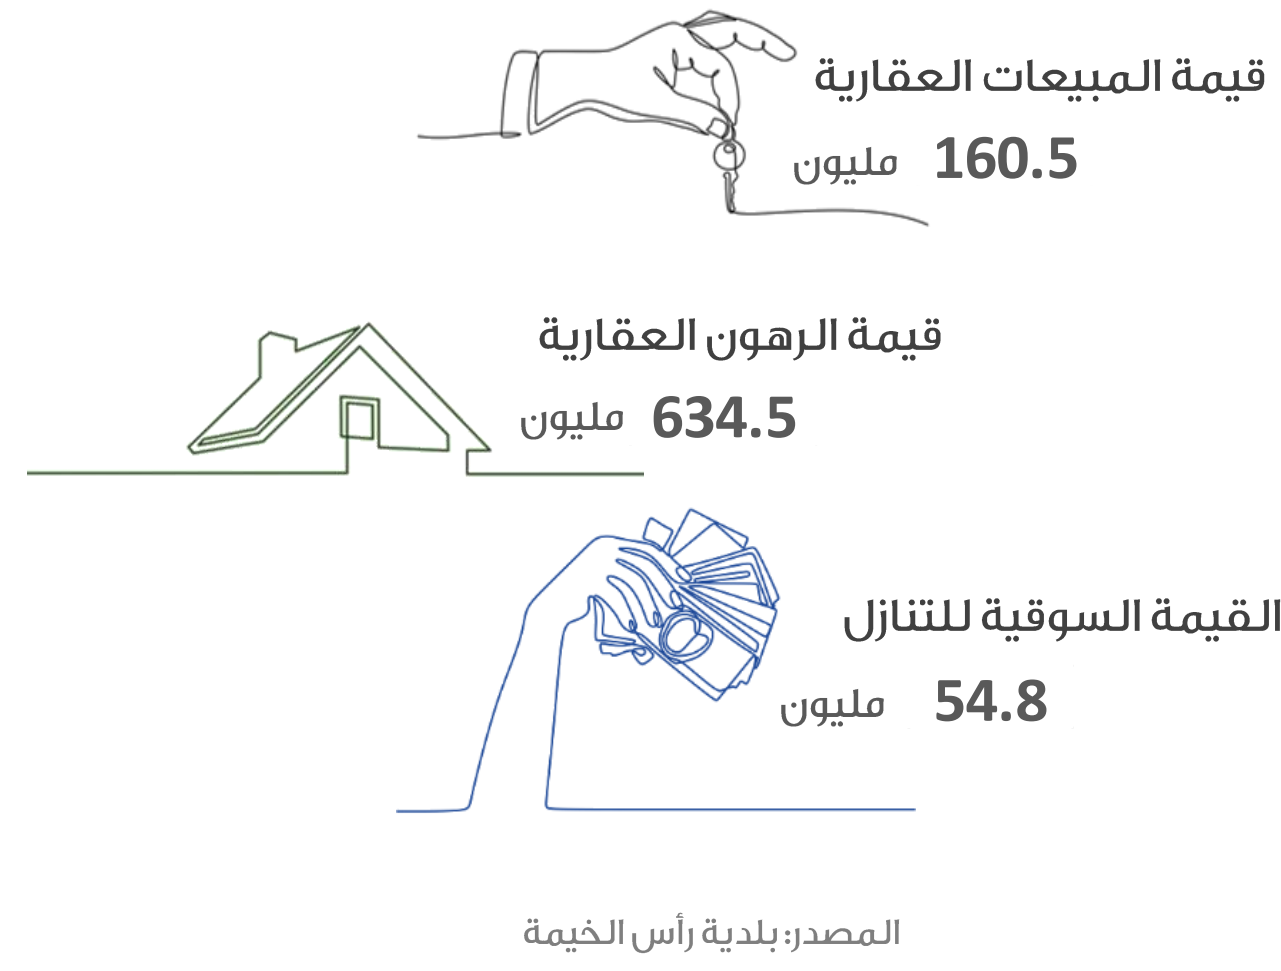 قيمة المبيعات العقارية
160.5 مليون
قيمة الرهون العقارية
634.5 مليون
القيمة السوقية للتنازل
54.8 مليون
المصدر: بلدية رأس الخيمة